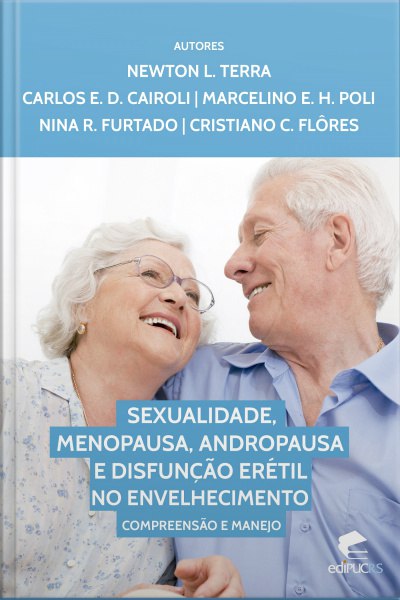 AUTORES
NEWTON L. TERRA
CARLOS E. D. CAIROLI | MARCELINO E. H. POLI
NINA R. FURTADO | CRISTIANO C. FLÔRES
SEXUALIDADE,
MENOPAUSA, ANDROPAUSA
E DISFUNÇÃO ERÉTIL
NO ENVELHECIMENTO
COMPREENSÃO E MANEJO
ediPUCRS